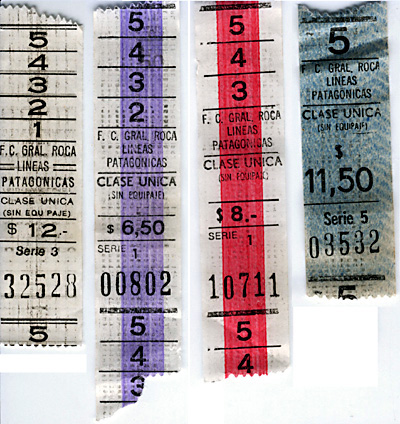 5
4
3
2
1
F. C. GRAL, ROCA
LINEAS
PATAGONICAS
CLASE UNICA
(SIN EQU PAJE)
$ 12.-
Serie 3
32528
5
5
4
3
2
F. C. GRAL, ROCA
LINEAS
PATAGONICAS
CLASE UNICA
(SIN EQUIPAJE)
$ 6,50
SERIE 1
00802
5
4
3
5
4
3
F. C. GRAL, ROCA
LINEAS
PATAGONICAS
CLASE UNICA
(SIN EQUIPAJE)
$ 8.-
SERIE 1
10711
5
4
5
F. C. GRAL, ROCA
LINEAS
PATAGONICAS
CLASE UNICA
(SIN EQUIPAJE)
$
11,50
Serie 5
03532
5